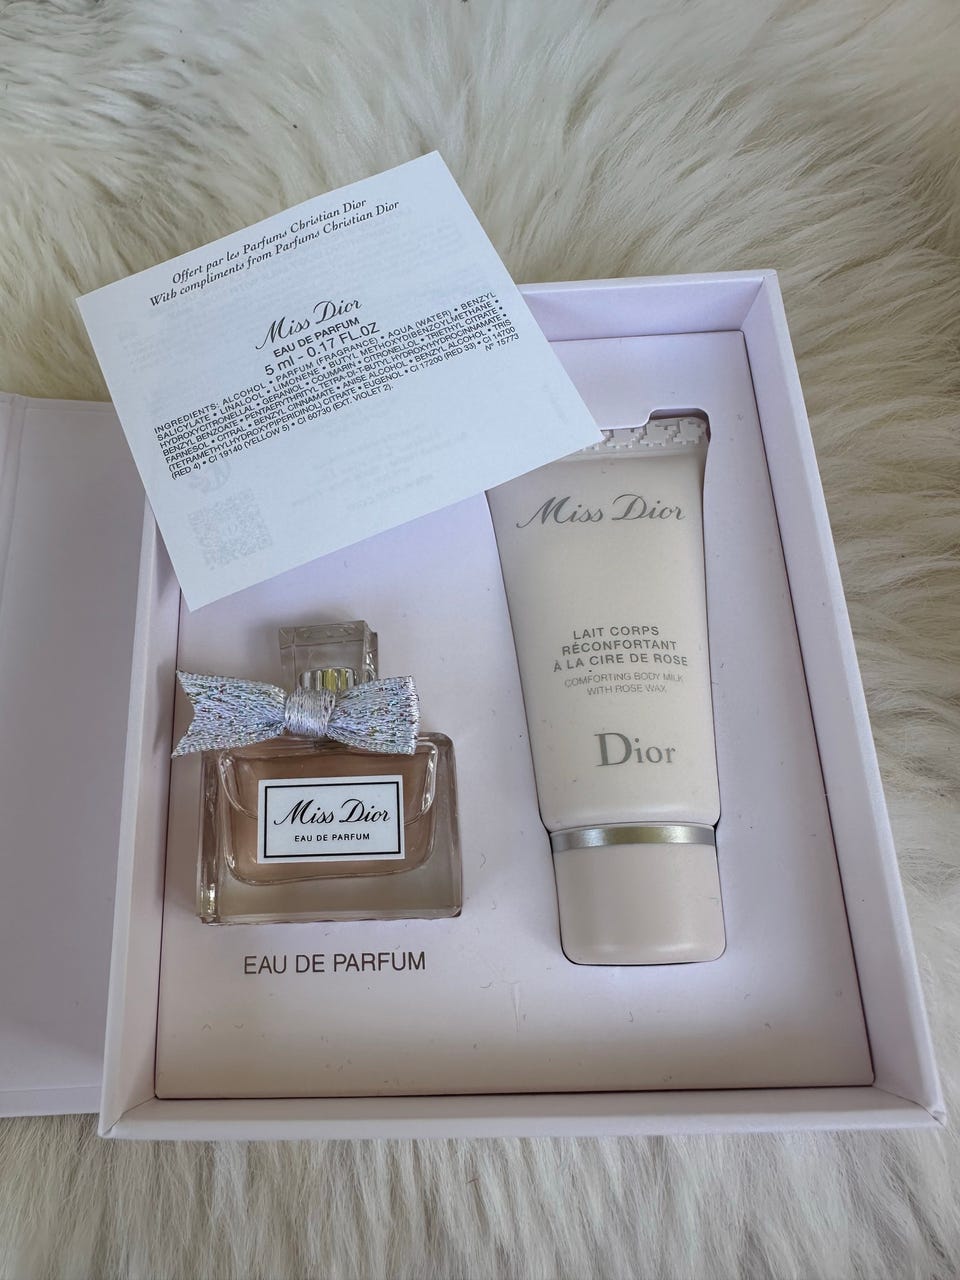 Offert par les Parfums Christian Dior
With compliments from Parfums Christian Dior
Miss Dior
EAU DE PARFUM
5 ml - 0.17 FL.OZ
INGREDIENTS: ALCOHOL • PARFUM (FRAGRANCE) • AQUA (WATER) • BENZYL
SALICYLATE • LINALOOL • LIMONENE • BUTYL METHOXYDIBENZOYLMETHANE •
HYDROXYCITRONELLAL • GERANIOL • COUMARIN • CITRONELLOL • TRIETHYL CITRATE •
BENZYL BENZOATE • PENTAERYTHRITYL TETRA-DI-T-BUTYL HYDROXYHYDROCINNAMATE •
FARNESOL • CITRAL • BENZYL CINNAMATE • ANISE ALCOHOL • BENZYL ALCOHOL • TRIS
(TETRAMETHYLHYDROXYPIPERIDINOL) CITRATE • EUGENOL • CI 17200 (RED 33) • CI 14700
(RED 4) • CI 19140 (YELLOW 5) • CI 60730 (EXT. VIOLET 2).
N° 15773
Miss Dior
LAIT CORPS
RÉCONFORTANT
À LA CIRE DE ROSE
COMFORTING BODY MILK
WITH ROSE WAX
Dior
Miss Dior
EAU DE PARFUM
EAU DE PARFUM